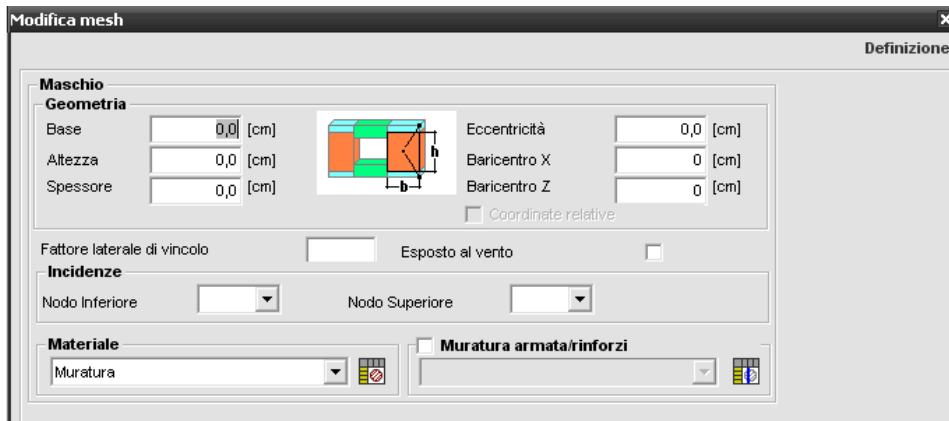 Modifica mesh
Definizione
Maschio
Geometria
Base 0,0 [cm] Eccentricità 0,0 [cm]
Altezza 0,0 [cm] h Baricentro X 0 [cm]
Spessore 0,0 [cm] b Baricentro Z 0 [cm]
Coordinate relative
Fattore laterale di vincolo Esposto al vento
Incidenze
Nodo Inferiore Nodo Superiore
Materiale Muratura armata/rinforzi
Muratura